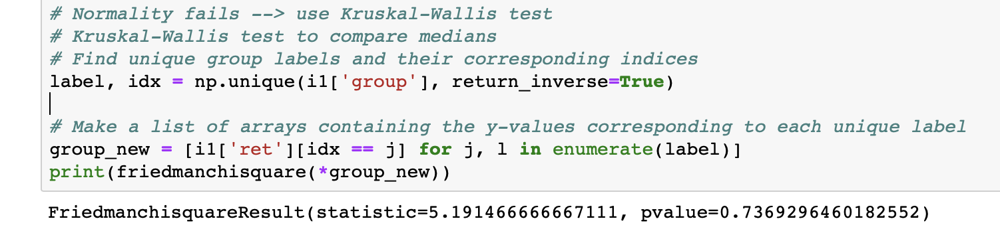 # Normality fails --> use Kruskal-Wallis test
# Kruskal-Wallis test to compare medians
# Find unique group labels and their corresponding indices
label, idx = np.unique(i1['group'], return_inverse=True)
# Make a list of arrays containing the y-values corresponding to each unique label
group_new = [i1['ret'][idx == j] for j, l in enumerate(label)]
print(friedmanchisquare(*group_new))
FriedmanchisquareResult(statistic=5.191466666667111, pvalue=0.7369296460182552)